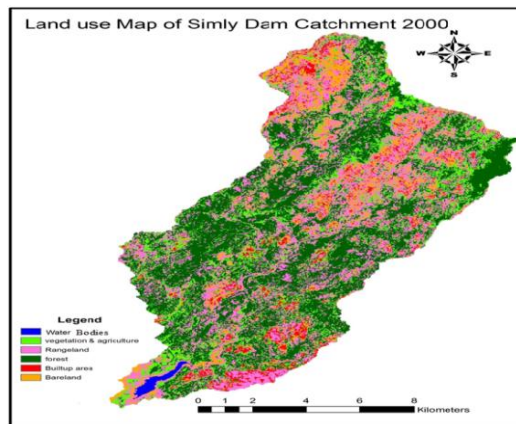 Land use Map of Simly Dam Catchment 2000
N
W E
S
Legend
Water Bodies
vegetation & agriculture
Rangeland
forest
Builtup area
Bareland
0 1 2 4 6 8
Kilometers